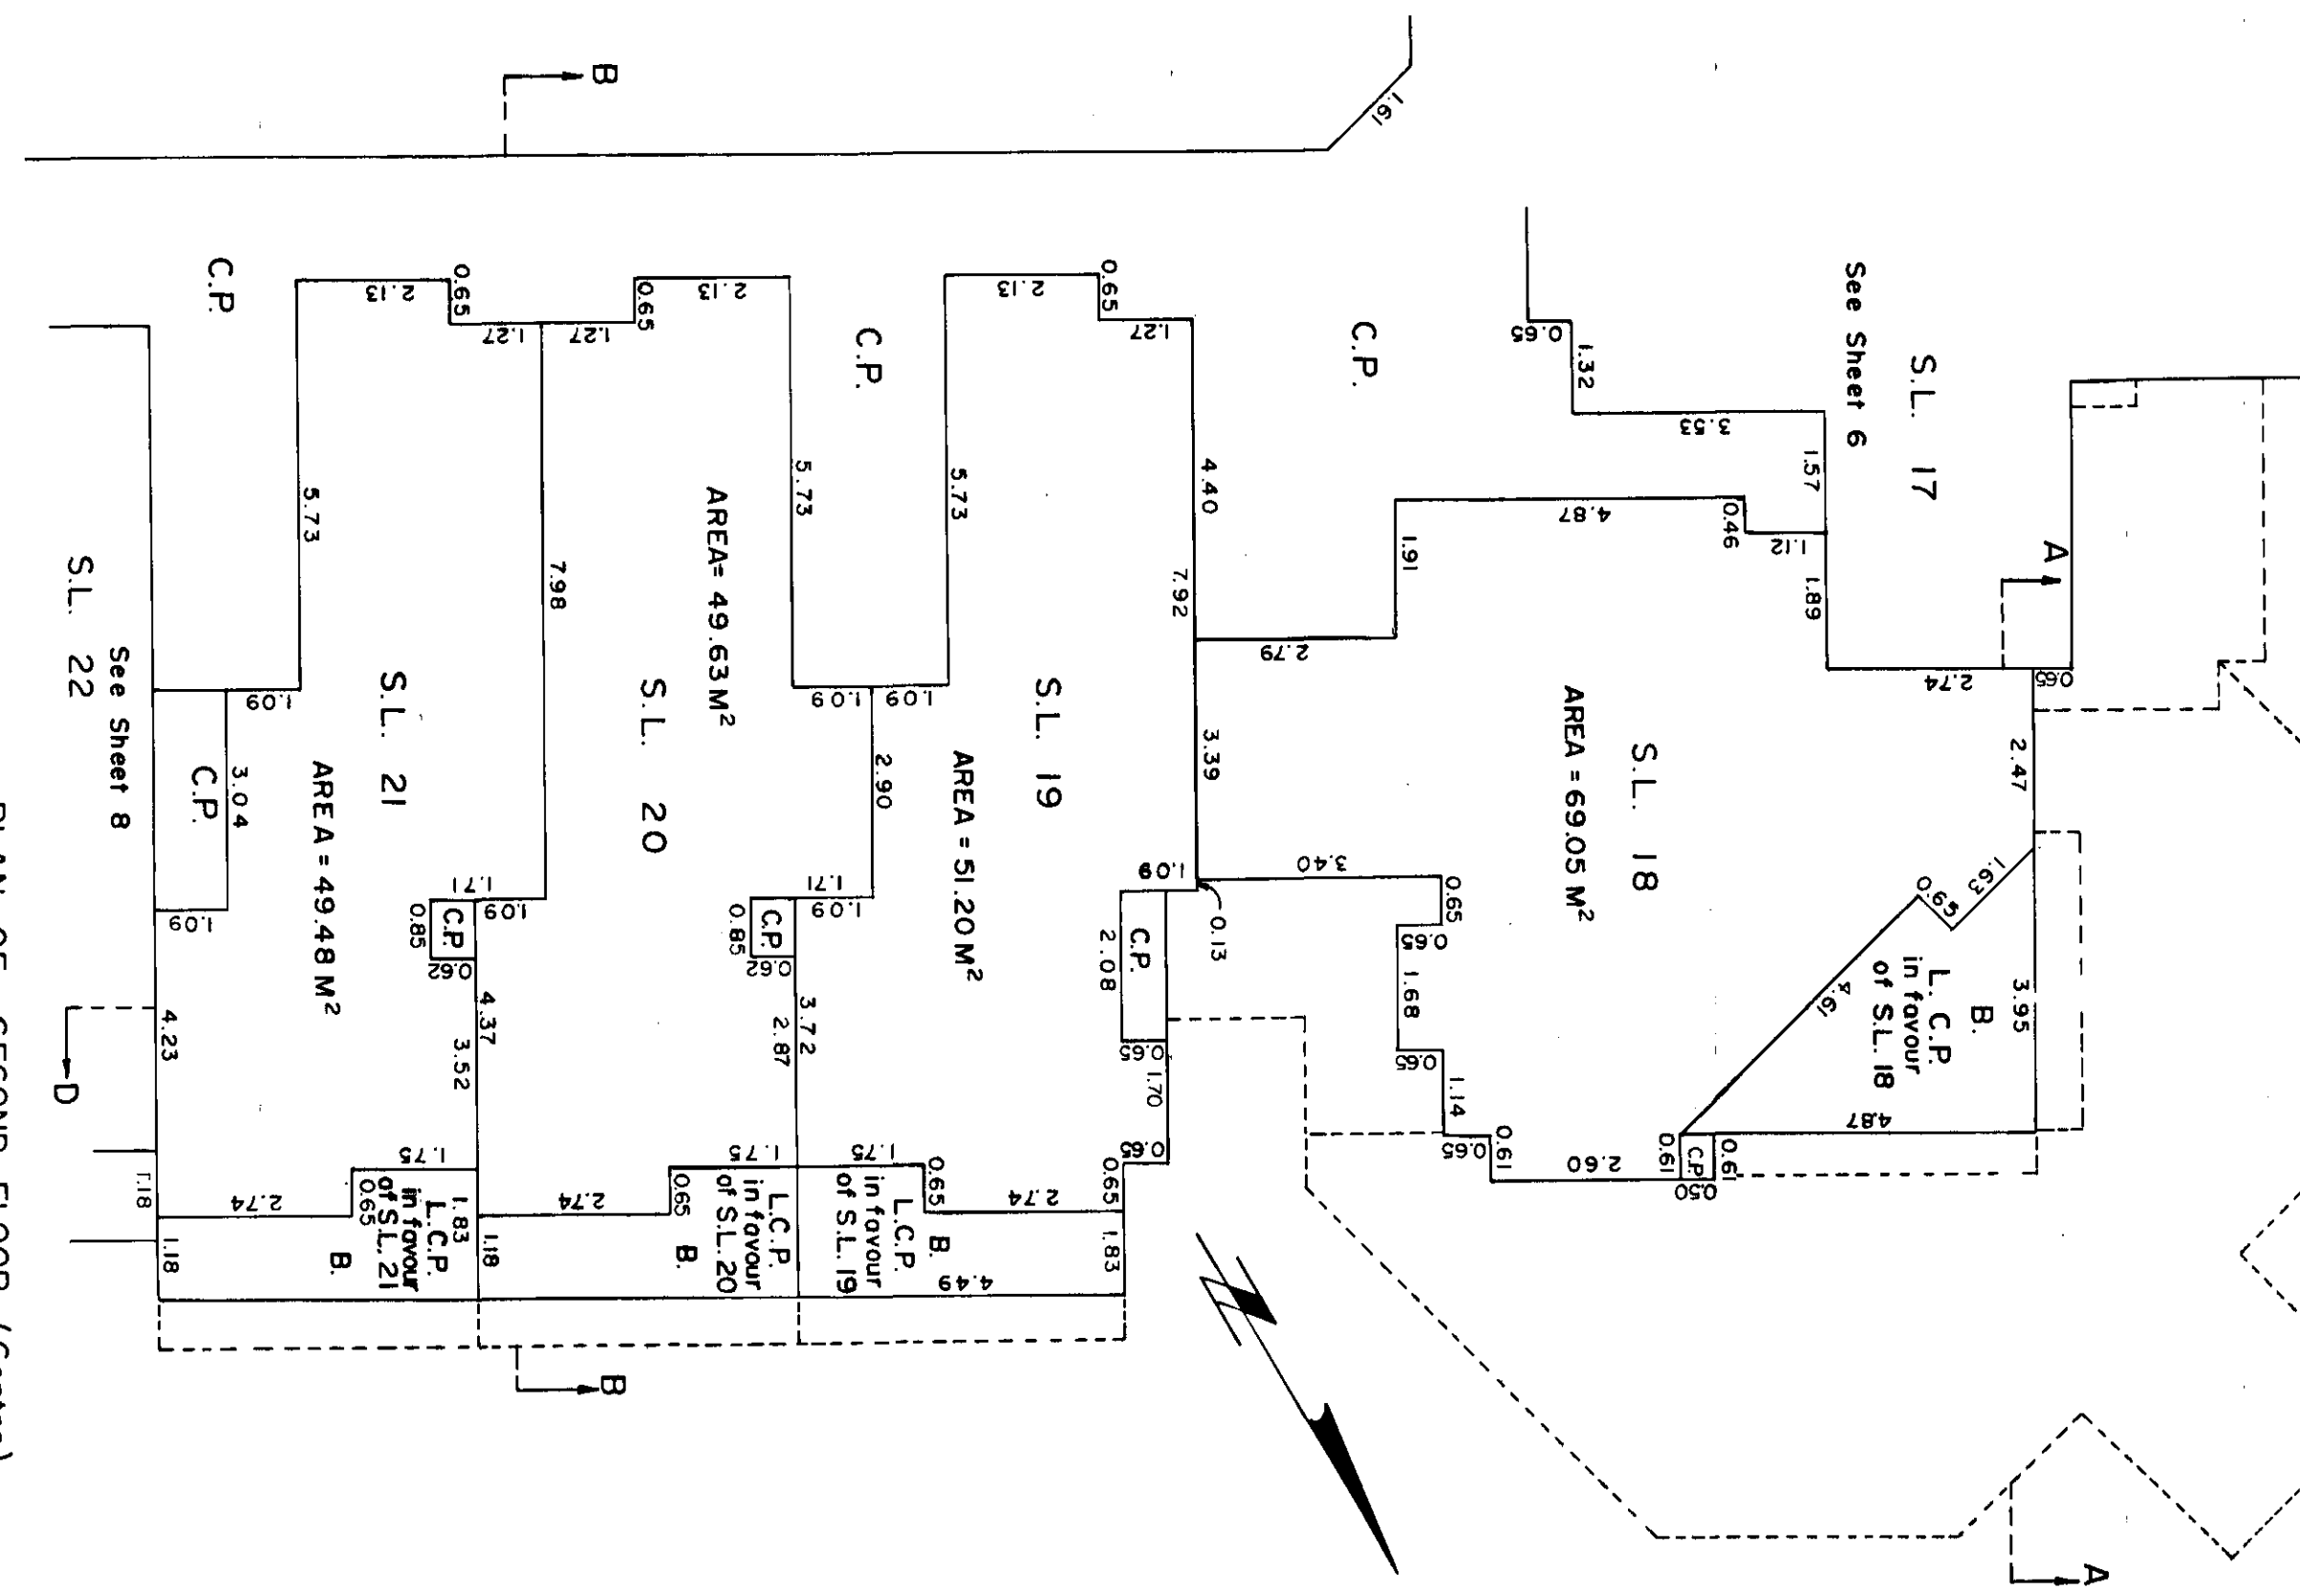 B
1.61
C.P.
2.13
0.65
1.27
1.27
0.65
2.13
C.P.
2.13
0.65
1.27
C.P.
0.65
1.32
3.53
1.57
See Sheet 6
S.L. 17
A
5.73
7.98
AREA= 49.63 M²
5.73
5.73
4.40
7.92
1.91
4.87
0.46
1.12
1.89
2.79
2.74
0.65
S.L. 22
See Sheet 8
1.09
C.P.
3.04
1.09
S.L. 21
AREA = 49.48 M²
S.L. 20
1.09
1.09
2.90
S.L. 19
AREA = 51.20 M²
3.39
S.L. 18
AREA = 69.05 M²
2.47
1.71
1.09
C.P.
0.85
0.62
1.71
1.09
C.P.
0.85
0.62
1.09
0.13
C.P.
2.08
0.65
1.70
0.65
3.40
0.65
0.65
1.68
0.65
1.14
0.65
0.61
2.60
0.61
C.P.
0.61
0.50
1.63
0.65
4.61
B.
L.C.P.
in favour
of S.L. 18
3.95
4.87
D
4.23
4.37
3.52
3.72
2.87
1.18
1.18
2.74
1.75
0.65
1.83
L.C.P.
in favour
of S.L. 21
B.
1.18
2.74
1.75
0.65
L.C.P.
in favour
of S.L. 20
B.
1.75
0.65
2.74
0.65
1.83
L.C.P.
in favour
of S.L. 19
B.
4.49
B
A
PLAN OF SECOND FLOOR (Centre)